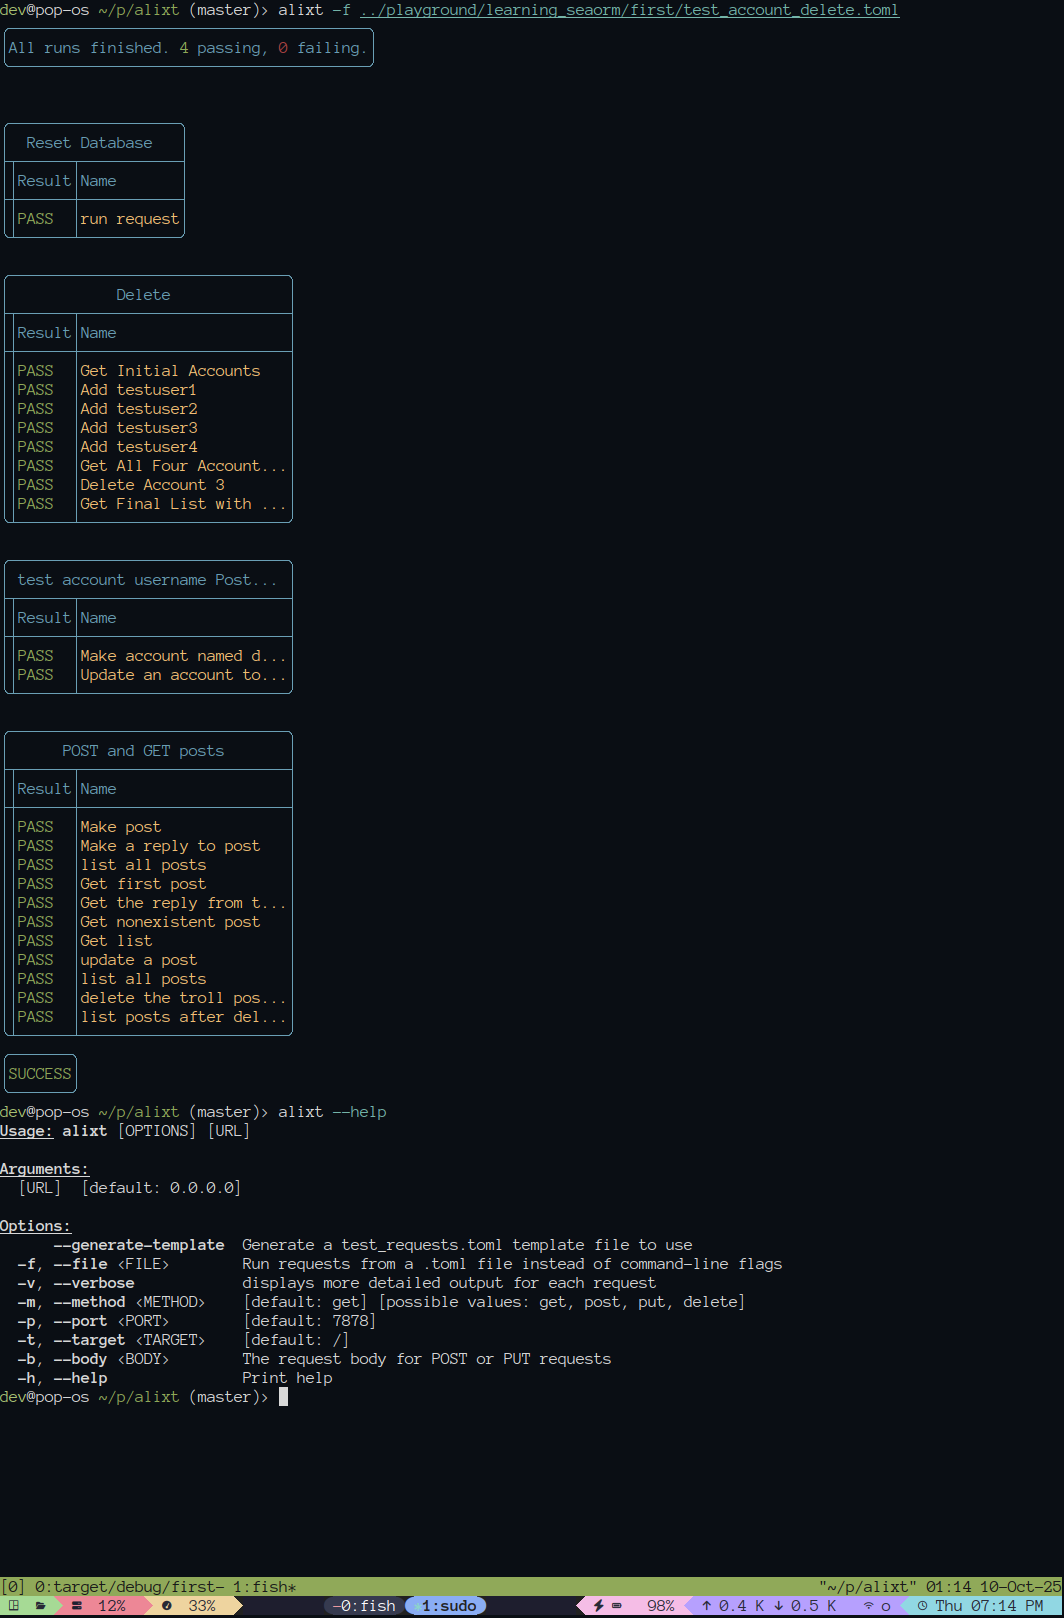 dev@pop-os ~/p/alixt (master)> alixt -f ../playground/learning_seaorm/first/test_account_delete.toml
All runs finished. 4 passing, 0 failing.
Reset Database
Result Name
PASS run request
Delete
Result Name
PASS Get Initial Accounts
PASS Add testuser1
PASS Add testuser2
PASS Add testuser3
PASS Add testuser4
PASS Get All Four Account...
PASS Delete Account 3
PASS Get Final List with ...
test account username Post...
Result Name
PASS Make account named d...
PASS Update an account to...
POST and GET posts
Result Name
PASS Make post
PASS Make a reply to post
PASS list all posts
PASS Get first post
PASS Get the reply from t...
PASS Get nonexistent post
PASS Get list
PASS update a post
PASS list all posts
PASS delete the troll pos...
PASS list posts after del...
SUCCESS
dev@pop-os ~/p/alixt (master)> alixt --help
Usage: alixt [OPTIONS] [URL]
Arguments:
[URL] [default: 0.0.0.0]
Options:
--generate-template Generate a test_requests.toml template file to use
-f, --file <FILE> Run requests from a .toml file instead of command-line flags
-v, --verbose displays more detailed output for each request
-m, --method <METHOD> [default: get] [possible values: get, post, put, delete]
-p, --port <PORT> [default: 7878]
-t, --target <TARGET> [default: /]
-b, --body <BODY> The request body for POST or PUT requests
-h, --help Print help
dev@pop-os ~/p/alixt (master)>
[0] 0:target/debug/first- 1:fish* "~/p/alixt" 01:14 10-Oct-25
12% 33% -0:fish *1:sudo 98% ↑ 0.4 K ↓ 0.5 K o Thu 07:14 PM